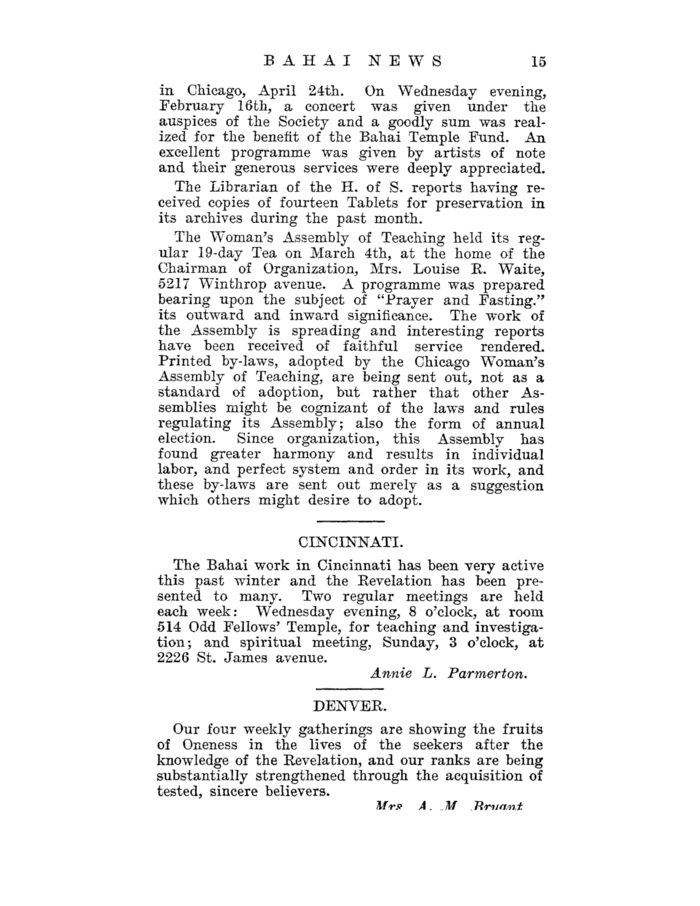 BAHAI NEWS 15
in Chicago, April 24th. On Wednesday evening,
February 16th, a concert was given under the
auspices of the Society and a goodly sum was real-
ized for the benefit of the Bahai Temple Fund. An
excellent programme was given by artists of note
and their generous services were deeply appreciated.
The Librarian of the H. of S. reports having re-
ceived copies of fourteen Tablets for preservation in
its archives during the past month.
The Woman's Assembly of Teaching held its reg-
ular 19-day Tea on March 4th, at the home of the
Chairman of Organization, Mrs. Louise R. Waite,
5217 Winthrop avenue. A programme was prepared
bearing upon the subject of "Prayer and Fasting."
its outward and inward significance. The work of
the Assembly is spreading and interesting reports
have been received of faithful service rendered.
Printed by-laws, adopted by the Chicago Woman's
Assembly of Teaching, are being sent out, not as a
standard of adoption, but rather that other As-
semblies might be cognizant of the laws and rules
regulating its Assembly; also the form of annual
election. Since organization, this Assembly has
found greater harmony and results in individual
labor, and perfect system and order in its work, and
these by-laws are sent out merely as a suggestion
which others might desire to adopt.
CINCINNATI.
The Bahai work in Cincinnati has been very active
this past winter and the Revelation has been pre-
sented to many. Two regular meetings are held
each week: Wednesday evening, 8 o'clock, at room
514 Odd Fellows' Temple, for teaching and investiga-
tion; and spiritual meeting, Sunday, 3 o'clock, at
2226 St. James avenue.
Annie L. Parmerton.
DENVER.
Our four weekly gatherings are showing the fruits
of Oneness in the lives of the seekers after the
knowledge of the Revelation, and our ranks are being
substantially strengthened through the acquisition of
tested, sincere believers.
Mrs. A. M. Bryant